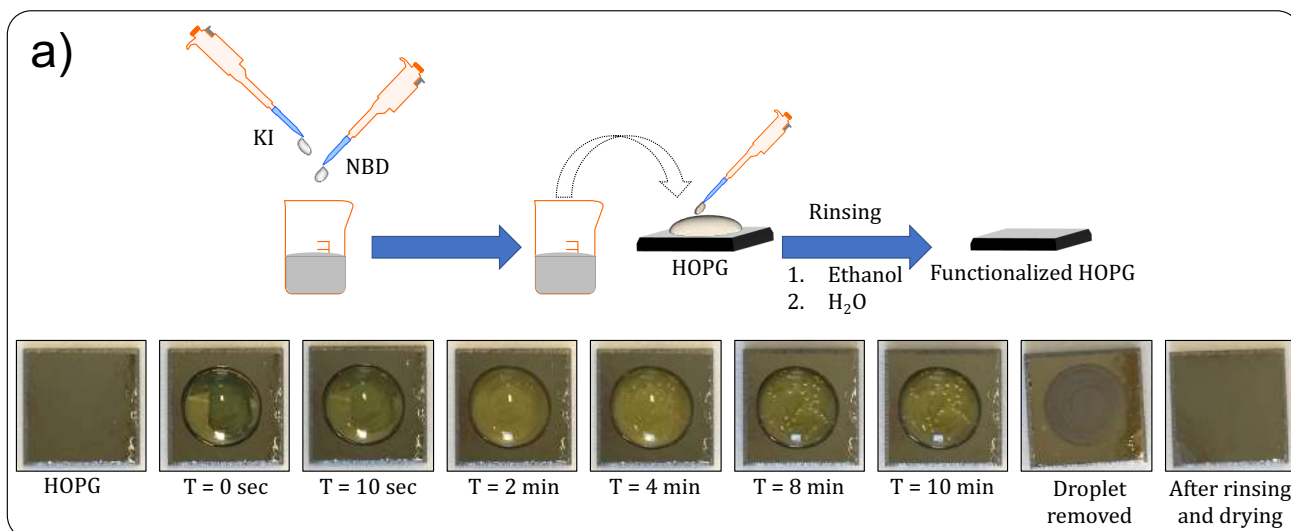 a)
KI
NBD
HOPG
Rinsing
1. Ethanol
2. H₂O
Functionalized HOPG
HOPG
T = 0 sec
T = 10 sec
T = 2 min
T = 4 min
T = 8 min
T = 10 min
Droplet
removed
After rinsing
and drying